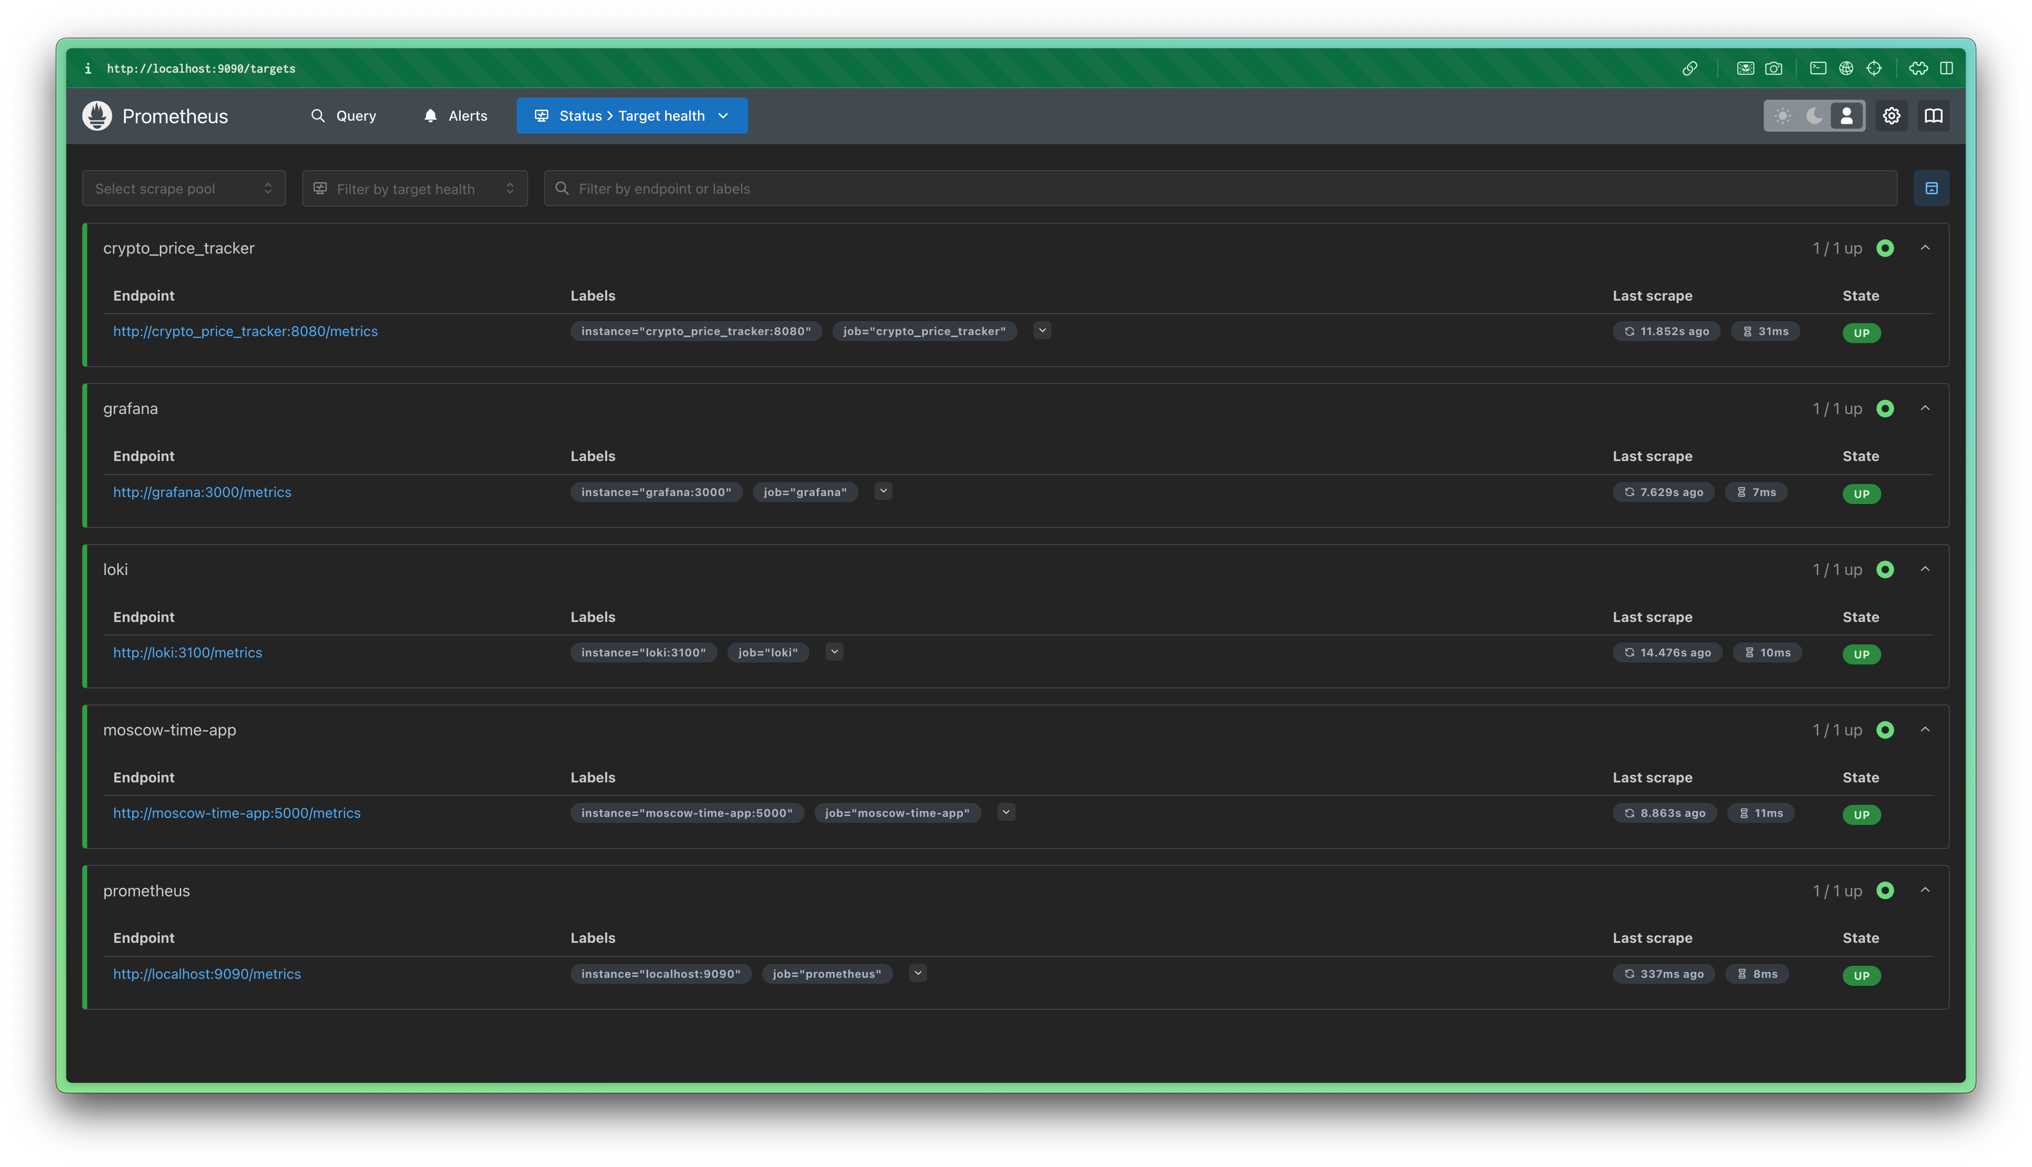 http://localhost:9090/targets
Prometheus Query Alerts Status > Target health
Select scrape pool Filter by target health Filter by endpoint or labels
crypto_price_tracker 1 / 1 up
Endpoint Labels Last scrape State
http://crypto_price_tracker:8080/metrics instance="crypto_price_tracker:8080" job="crypto_price_tracker" 11.852s ago 31ms UP
grafana 1 / 1 up
Endpoint Labels Last scrape State
http://grafana:3000/metrics instance="grafana:3000" job="grafana" 7.629s ago 7ms UP
loki 1 / 1 up
Endpoint Labels Last scrape State
http://loki:3100/metrics instance="loki:3100" job="loki" 14.476s ago 10ms UP
moscow-time-app 1 / 1 up
Endpoint Labels Last scrape State
http://moscow-time-app:5000/metrics instance="moscow-time-app:5000" job="moscow-time-app" 8.863s ago 11ms UP
prometheus 1 / 1 up
Endpoint Labels Last scrape State
http://localhost:9090/metrics instance="localhost:9090" job="prometheus" 337ms ago 8ms UP